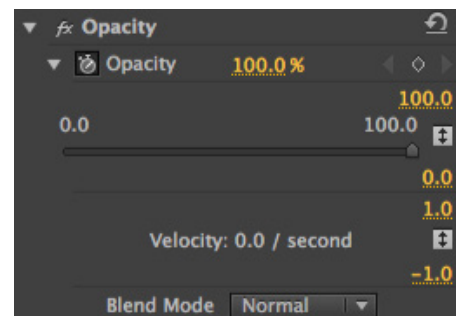 fx Opacity
Opacity 100.0 %
100.0
0.0 100.0
0.0
1.0
Velocity: 0.0 / second
-1.0
Blend Mode Normal